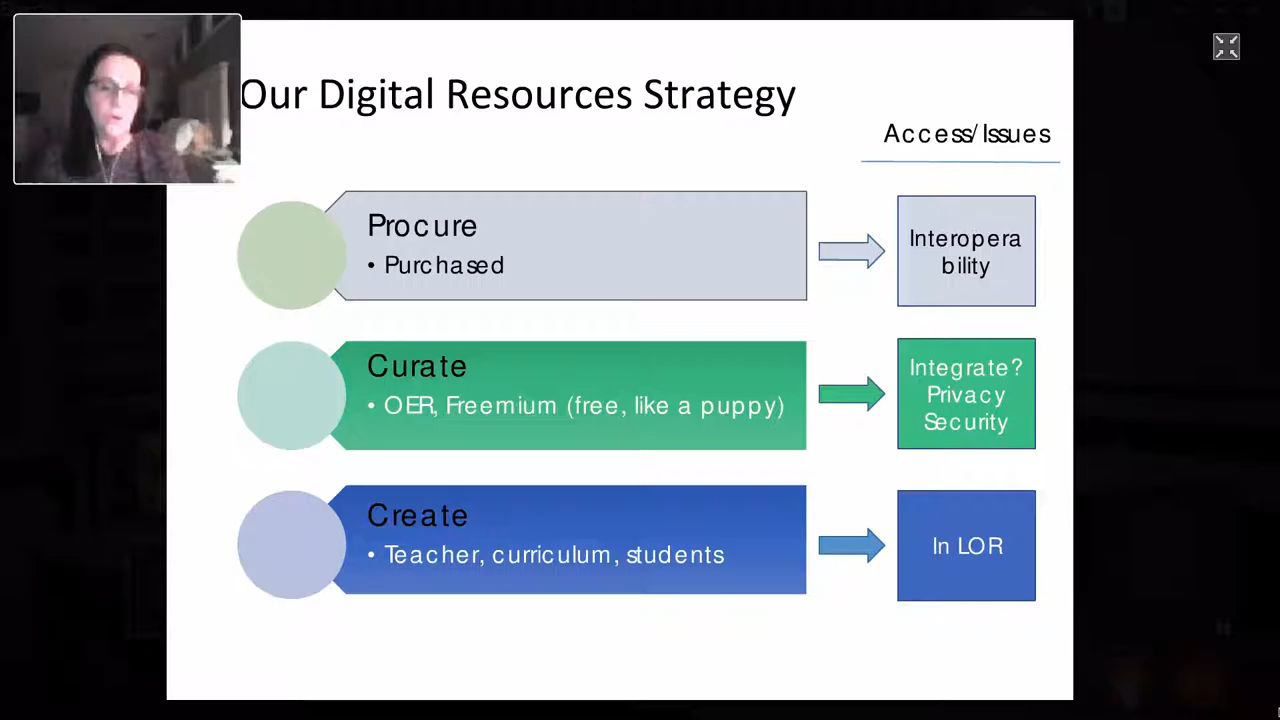 Our Digital Resources Strategy
Access/Issues
Procure
• Purchased
Interopera
bility
Curate
• OER, Freemium (free, like a puppy)
Integrate?
Privacy
Security
Create
• Teacher, curriculum, students
In LOR